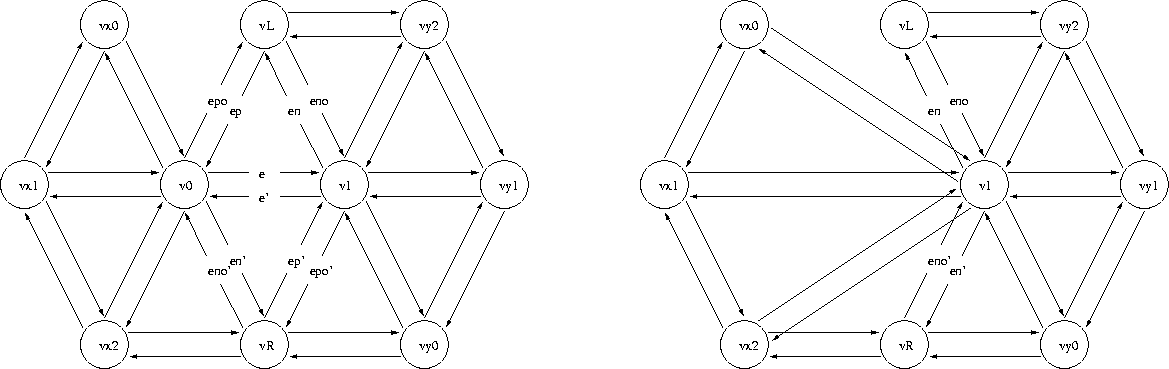 vx0 vL vy2 vx0 vL vy2
epo eno eno
ep en en
vx1 v0 e v1 vy1 vx1 v1 vy1
e'
eno' en' ep' epo' eno' en'
vx2 vR vy0 vx2 vR vy0